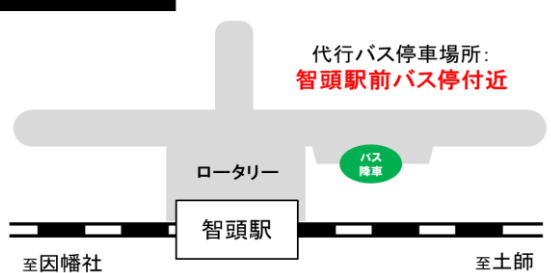 代行バス停車場所:
智頭駅前バス停付近
バス
降車
ロータリー
智頭駅
至因幡社
至土師